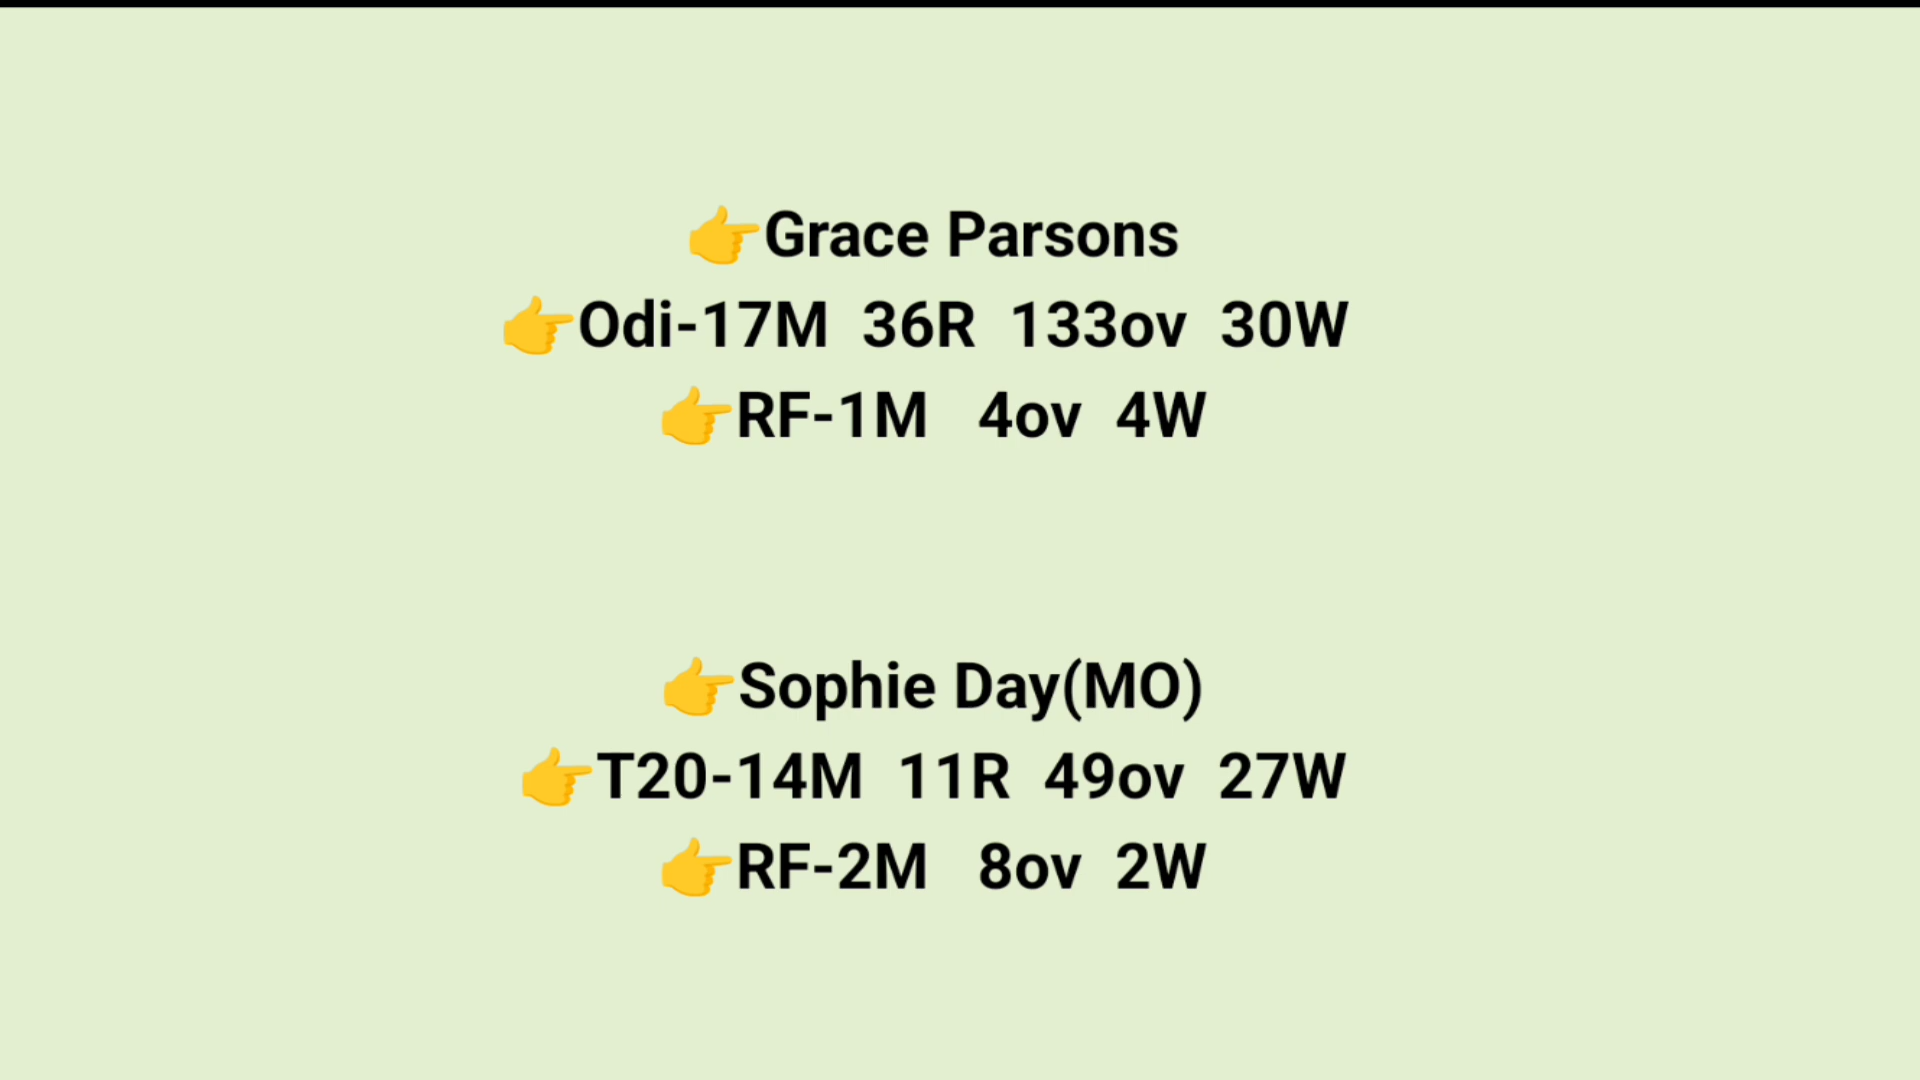 👉Grace Parsons
👉Odi-17M 36R 133ov 30W
👉RF-1M 4ov 4W
👉Sophie Day(MO)
👉T20-14M 11R 49ov 27W
👉RF-2M 8ov 2W